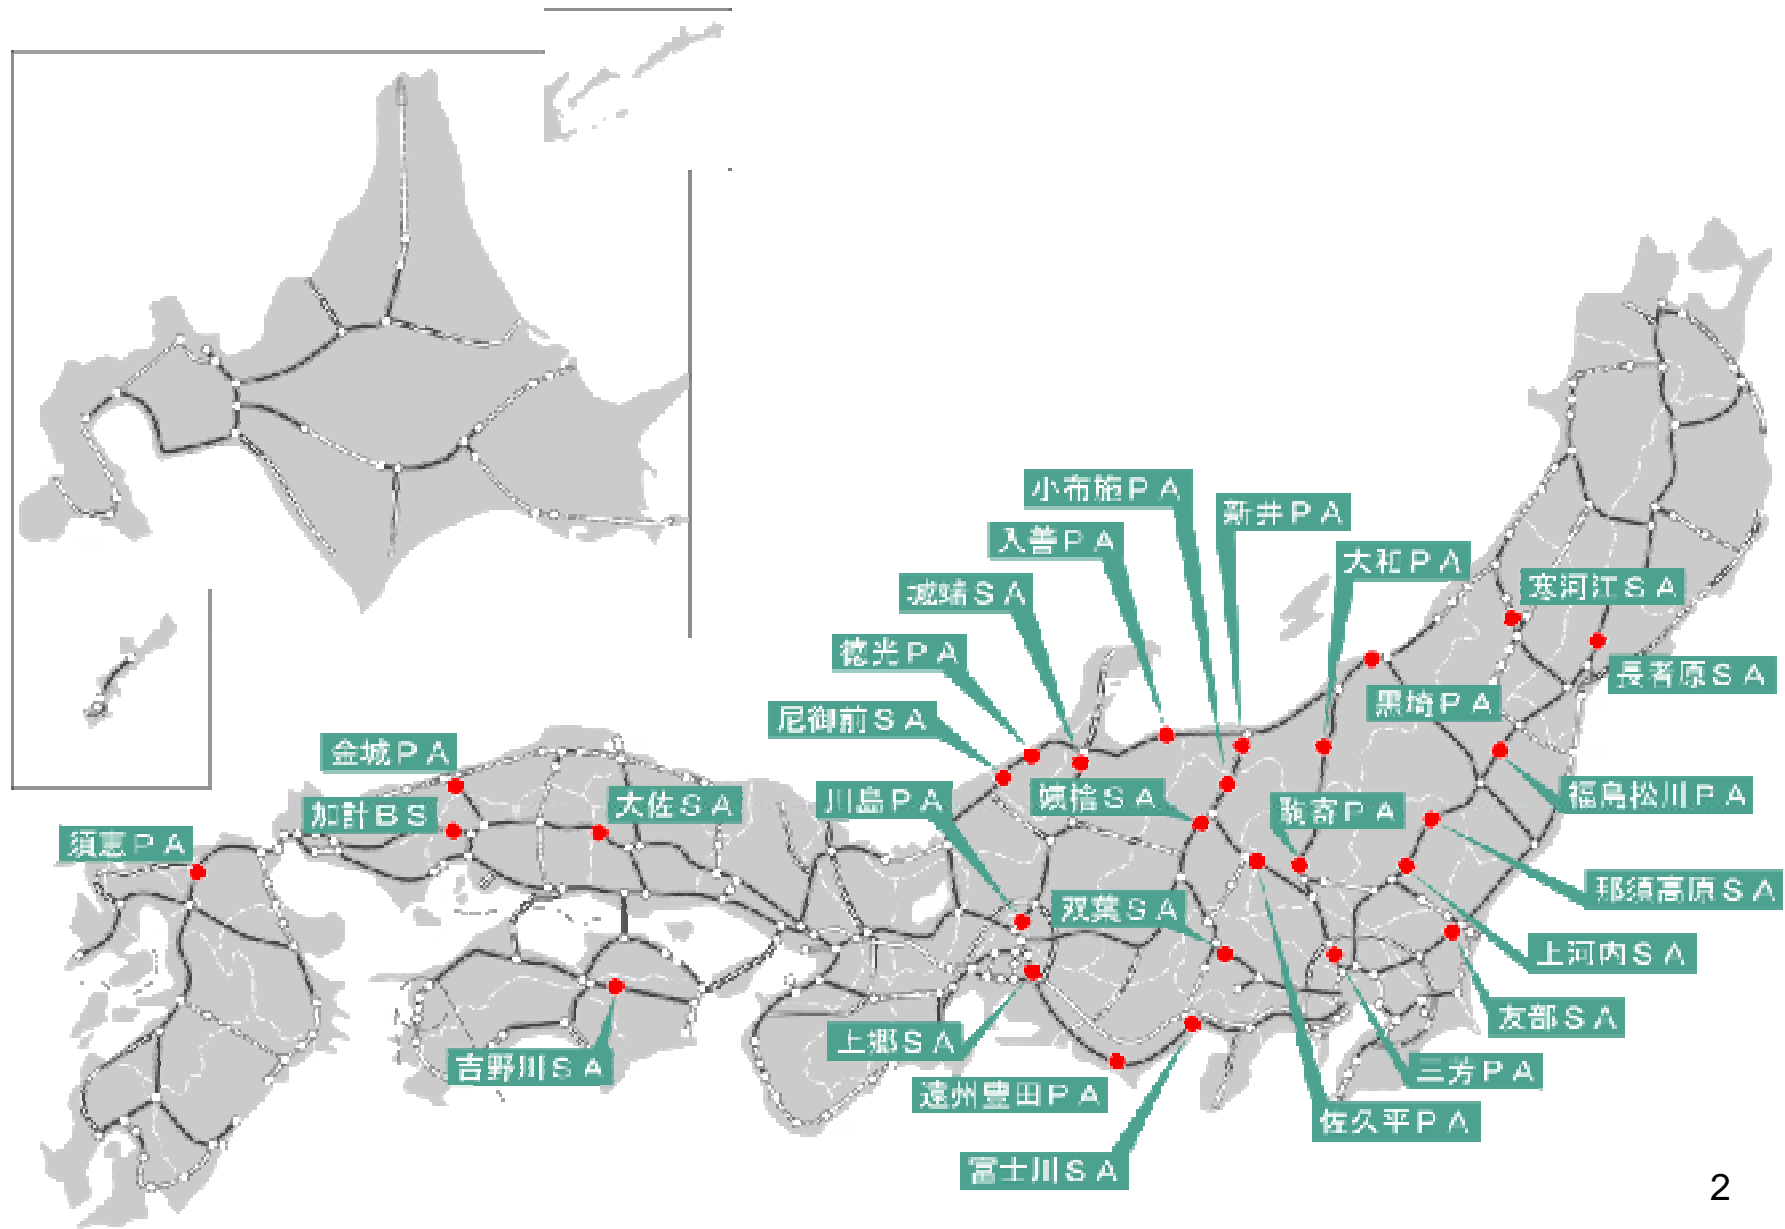 小布施ＰＡ
新井ＰＡ
入善ＰＡ
大和ＰＡ
城端ＳＡ
寒河江ＳＡ
徳光ＰＡ
長者原ＳＡ
黒埼ＰＡ
尼御前ＳＡ
金城ＰＡ
福島松川ＰＡ
川島ＰＡ
姨捨ＳＡ
大佐ＳＡ
駒寄ＰＡ
加計ＢＳ
須恵ＰＡ
那須高原ＳＡ
双葉ＳＡ
上河内ＳＡ
友部ＳＡ
上郷ＳＡ
吉野川ＳＡ
三芳ＰＡ
遠州豊田ＰＡ
佐久平ＰＡ
富士川ＳＡ
2